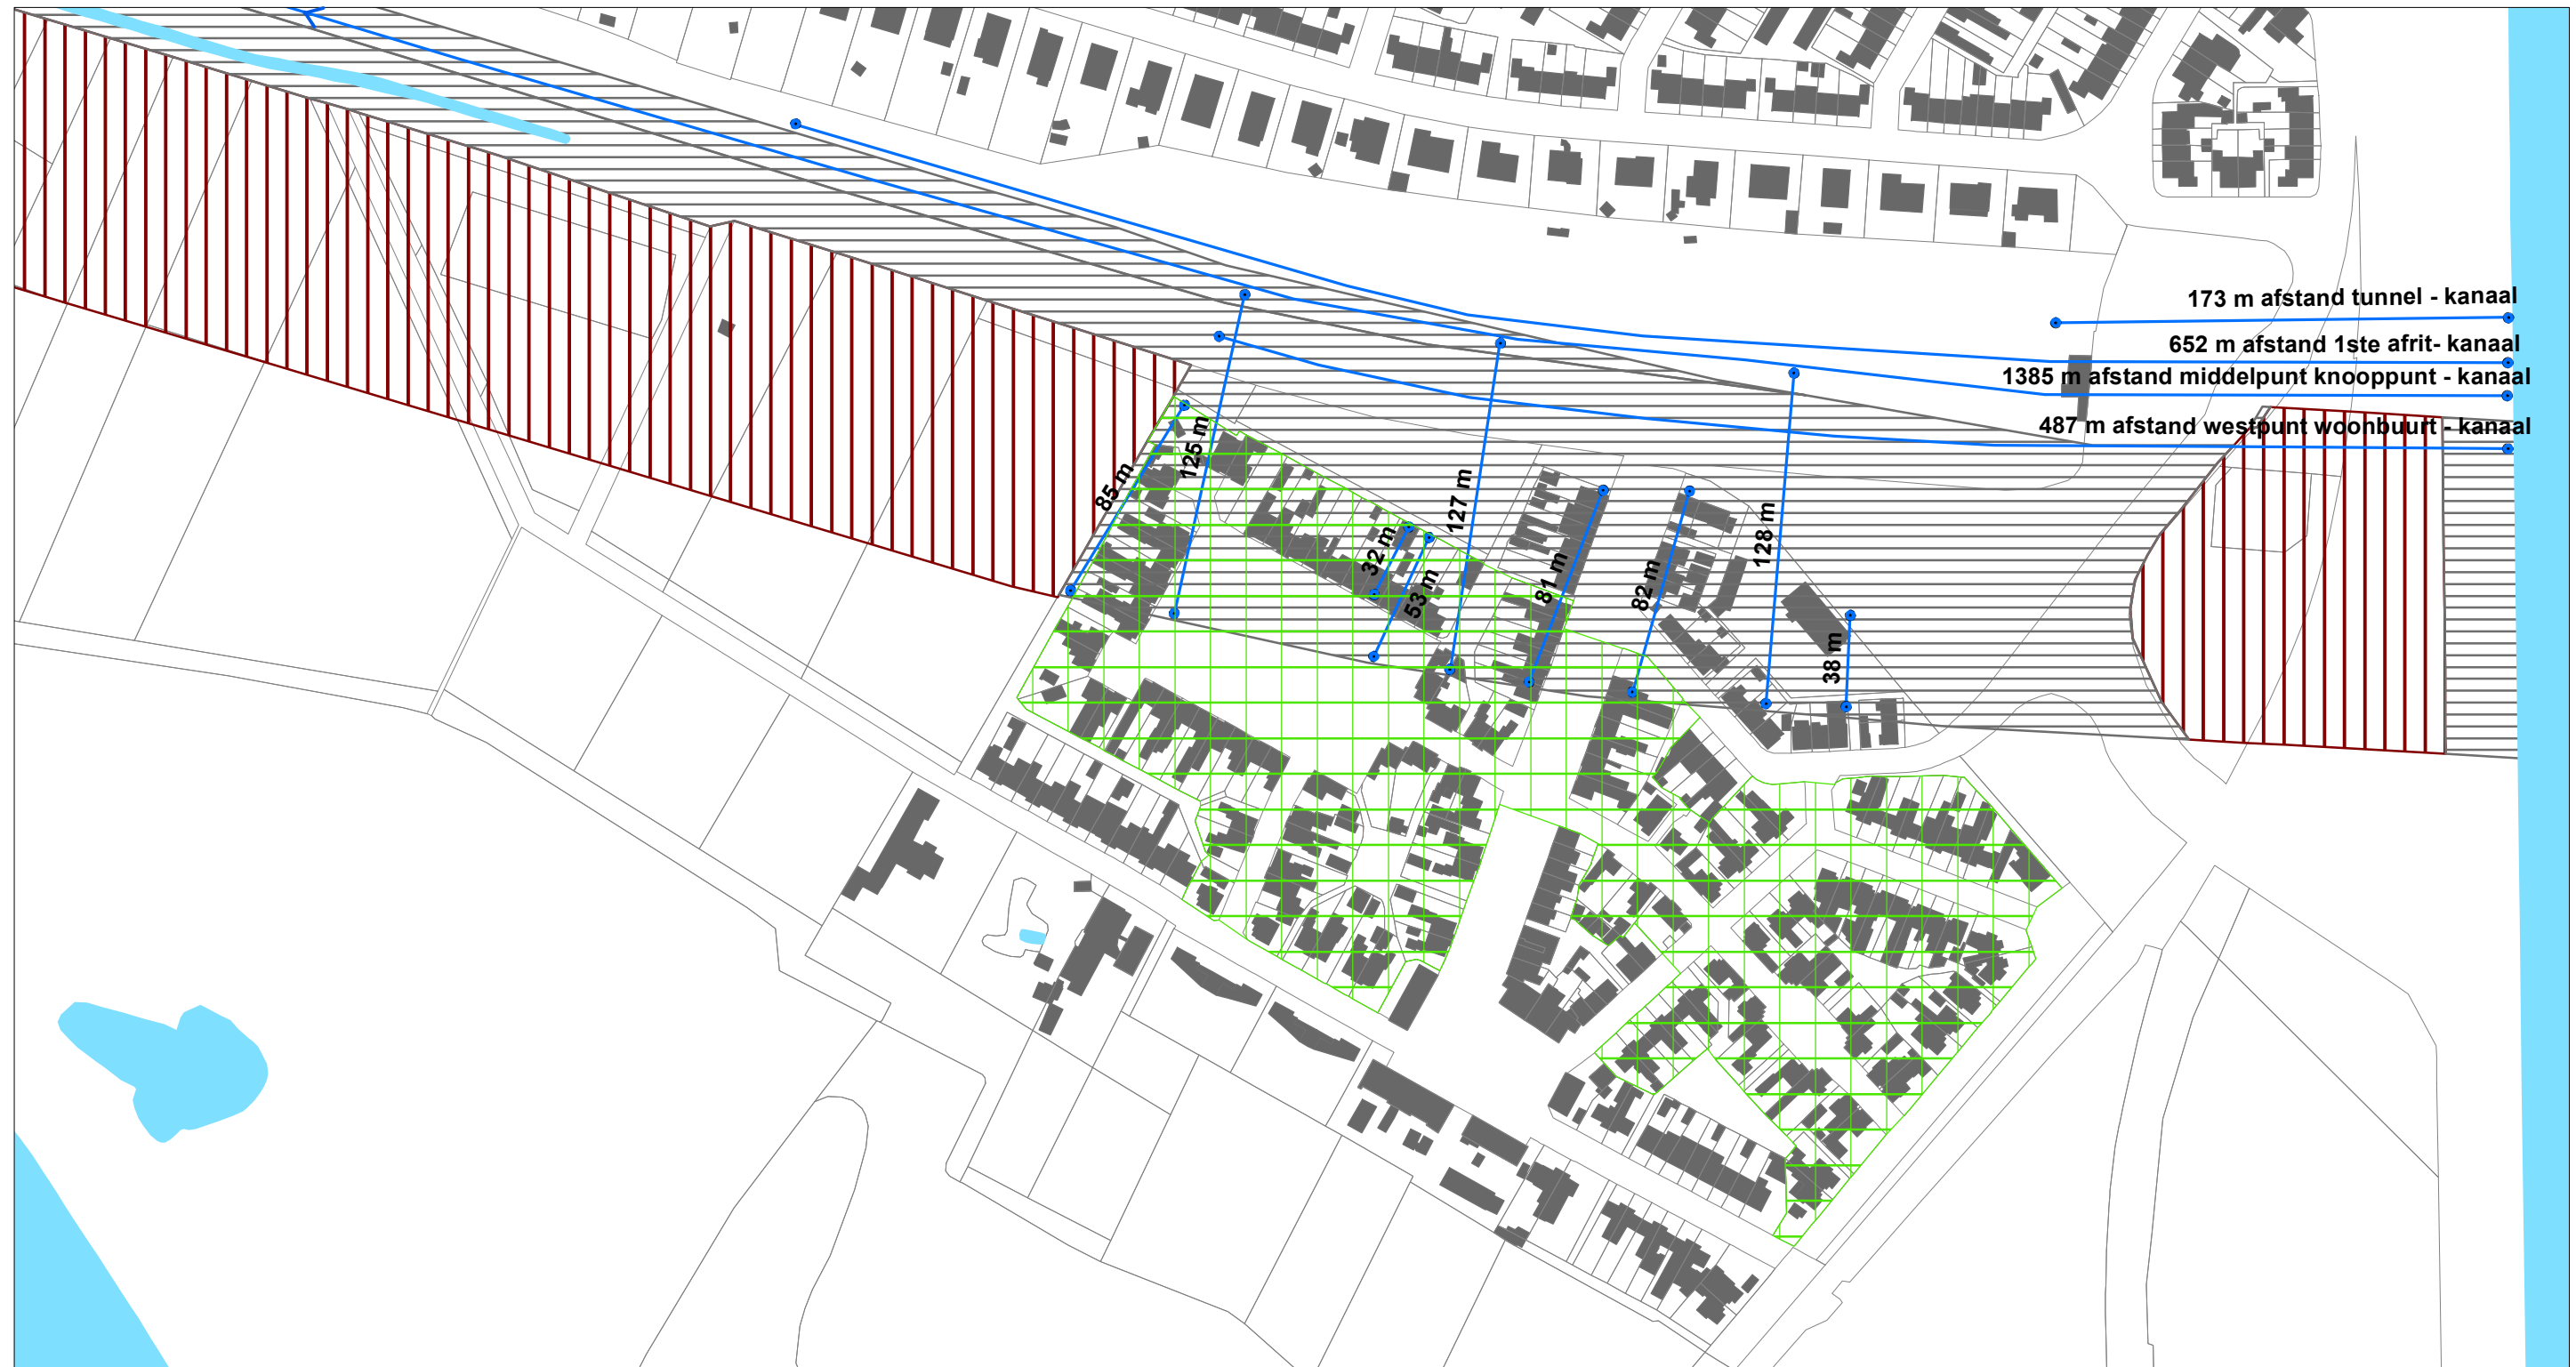 173 m afstand tunnel - kanaal
652 m afstand 1ste afrit- kanaal
1385 m afstand middelpunt knooppunt - kanaal
487 m afstand westpunt woonbuurt - kanaal
85 m
125 m
32 m
53 m
127 m
81 m
82 m
128 m
38 m